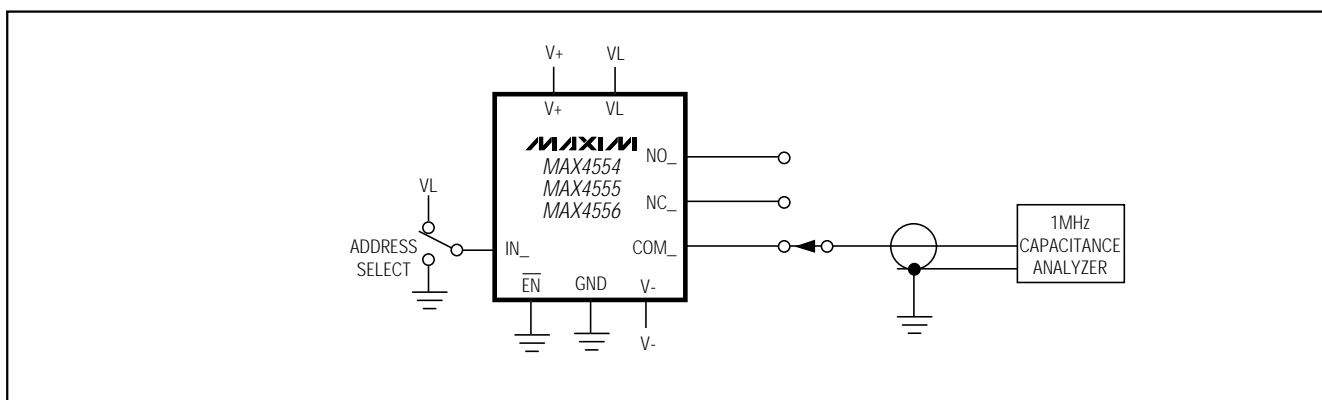 V+ VL
V+ VL
MAXIM
MAX4554
MAX4555
MAX4556
NO_
NC_
COM_
VL
ADDRESS
SELECT
IN_
EN GND V-
V-
1MHz
CAPACITANCE
ANALYZER